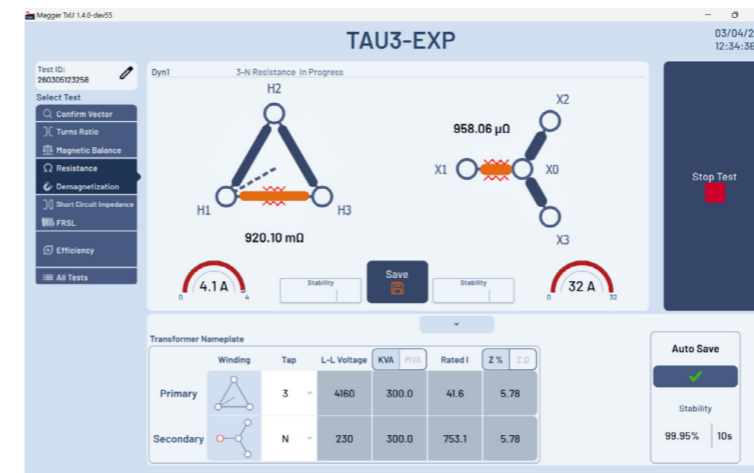 Megger TxU 1.4.0-dev55
TAU3-EXP
03/04/2
12:34:36
Test ID:
260305123258
Select Test
Confirm Vector
Turns Ratio
Magnetic Balance
Resistance
Demagnetization
Short Circuit Impedance
FRSL
Efficiency
All Tests
Dyn1 3-N Resistance In Progress
H2
H1
H3
920.10 mΩ
X2
958.06 µΩ
X1
X0
X3
4.1 A
0 4
Stability
Save
Stability
32 A
0 32
Stop Test
Transformer Nameplate
Winding Tap L-L Voltage KVA MVA Rated I Z % Z Ω
Primary 3 4160 300.0 41.6 5.78
Secondary N 230 300.0 753.1 5.78
Auto Save
Stability
99.95% 10s